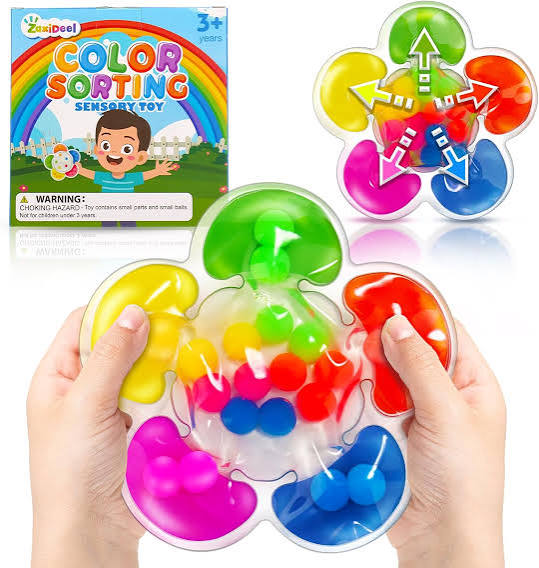 ZaxiDeel
3+
years
COLOR
SORTING
SENSORY TOY
WARNING:
CHOKING HAZARD - Toy contains small parts and small balls
Not for children under 3 years.